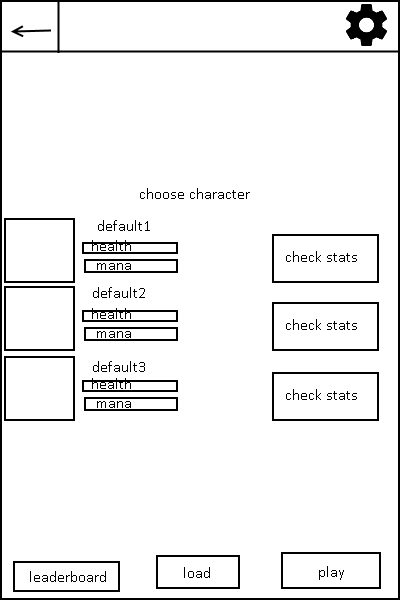 choose character
default1
health
mana
check stats
default2
health
mana
check stats
default3
health
mana
check stats
leaderboard
load
play